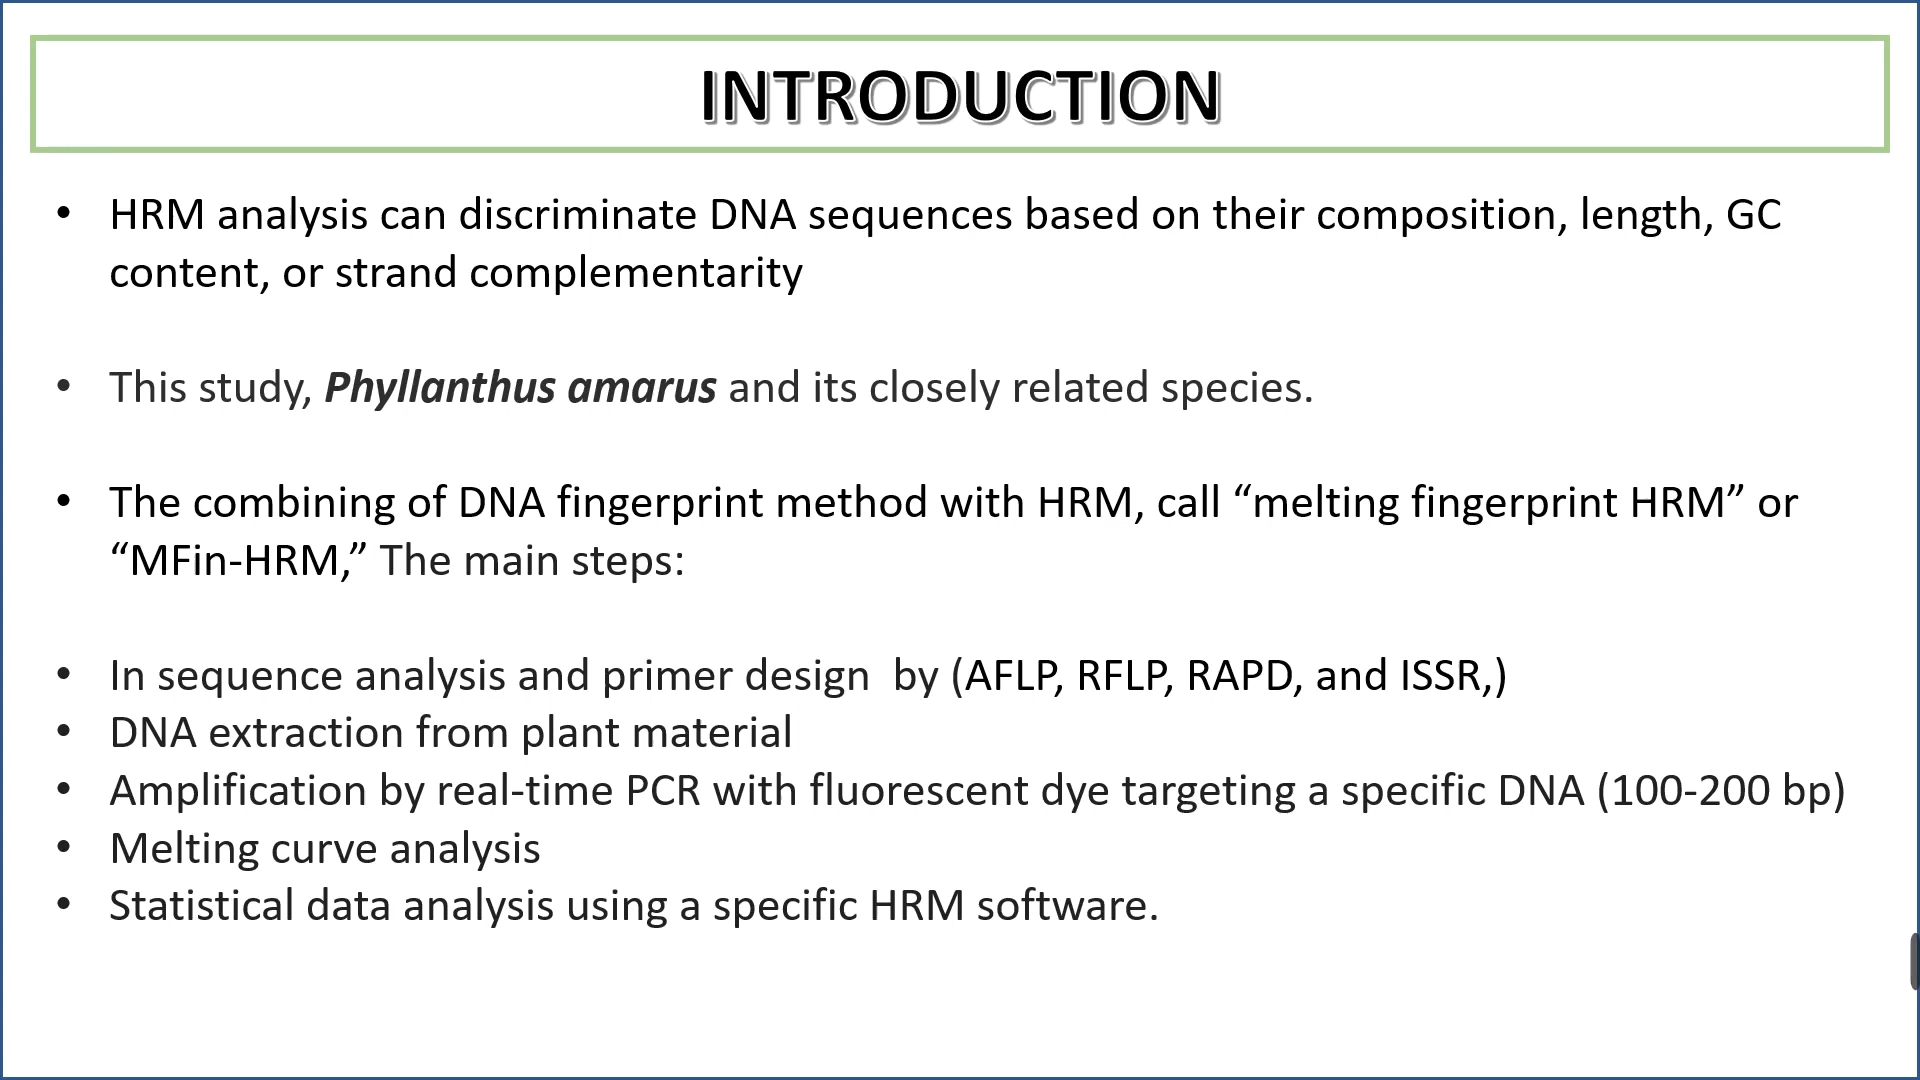 INTRODUCTION
• HRM analysis can discriminate DNA sequences based on their composition, length, GC
content, or strand complementarity
• This study, Phyllanthus amarus and its closely related species.
• The combining of DNA fingerprint method with HRM, call “melting fingerprint HRM” or
“MFin-HRM,” The main steps:
• In sequence analysis and primer design  by (AFLP, RFLP, RAPD, and ISSR,)
• DNA extraction from plant material
• Amplification by real-time PCR with fluorescent dye targeting a specific DNA (100-200 bp)
• Melting curve analysis
• Statistical data analysis using a specific HRM software.